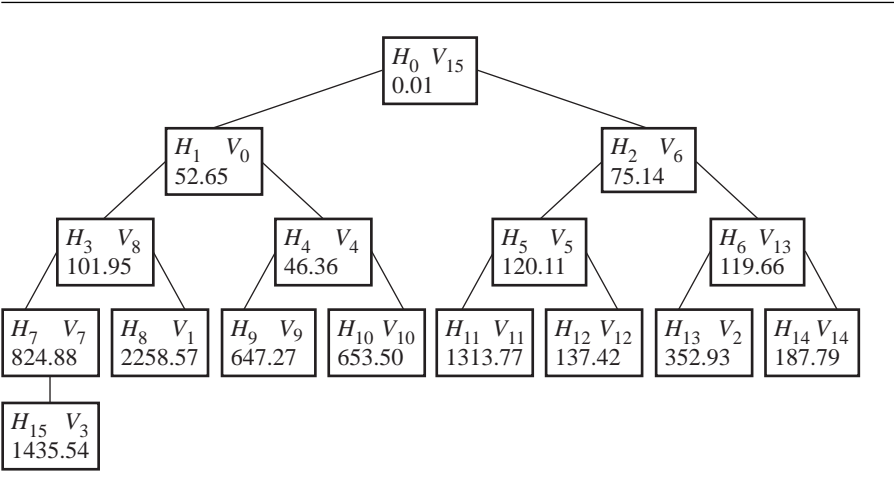 H₀ V₁₅
0.01
H₁ V₀
52.65
H₂ V₆
75.14
H₃ V₈
101.95
H₄ V₄
46.36
H₅ V₅
120.11
H₆ V₁₃
119.66
H₇ V₇
824.88
H₈ V₁
2258.57
H₉ V₉
647.27
H₁₀ V₁₀
653.50
H₁₁ V₁₁
1313.77
H₁₂ V₁₂
137.42
H₁₃ V₂
352.93
H₁₄ V₁₄
187.79
H₁₅ V₃
1435.54